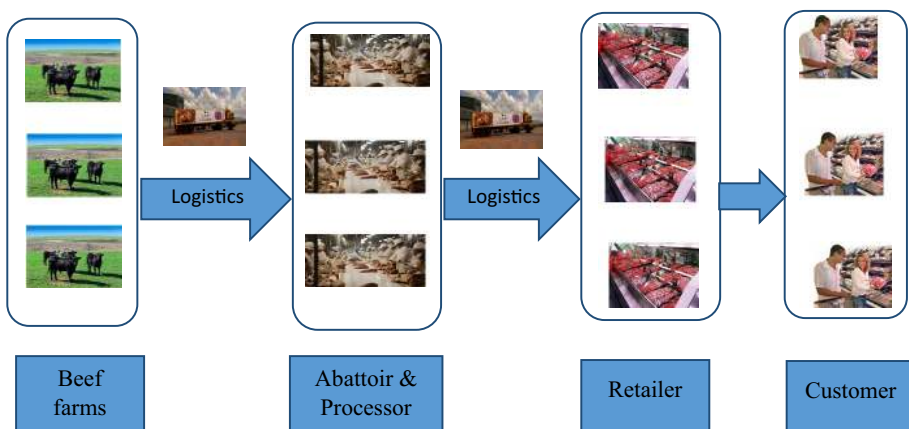 Logistics
Logistics
Beef
farms
Abattoir &
Processor
Retailer
Customer